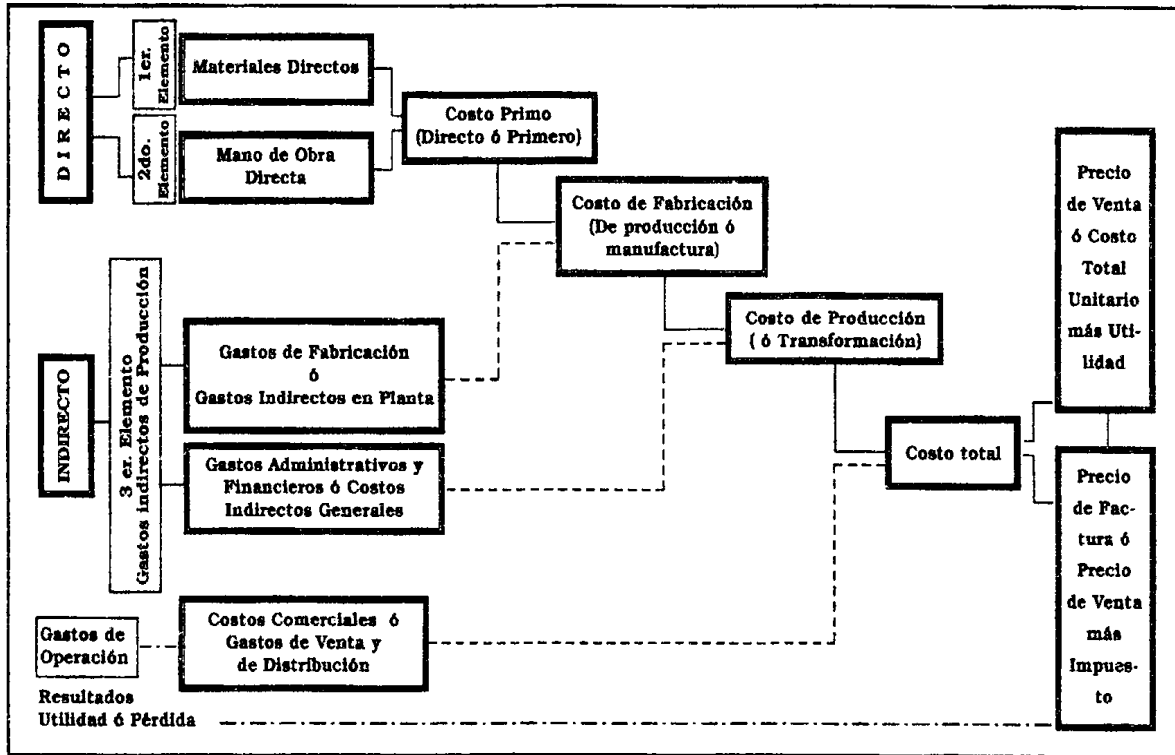 DIRECTO
1er.
Elemento
Materiales Directos
2do.
Elemento
Mano de Obra
Directa
Costo Primo
(Directo ó Primero)
Costo de Fabricación
(De producción ó
manufactura)
Costo de Producción
( ó Transformación)
Costo total
Precio
de Venta
ó Costo
Total
Unitario
más Uti-
lidad
INDIRECTO
3 er. Elemento
Gastos indirectos de Producción
Gastos de Fabricación
ó
Gastos Indirectos en Planta
Gastos Administrativos y
Financieros ó Costos
Indirectos Generales
Precio
de Fac-
tura ó
Precio
de Venta
más
Impues-
to
Gastos de
Operación
Costos Comerciales ó
Gastos de Venta y
de Distribución
Resultados
Utilidad ó Pérdida